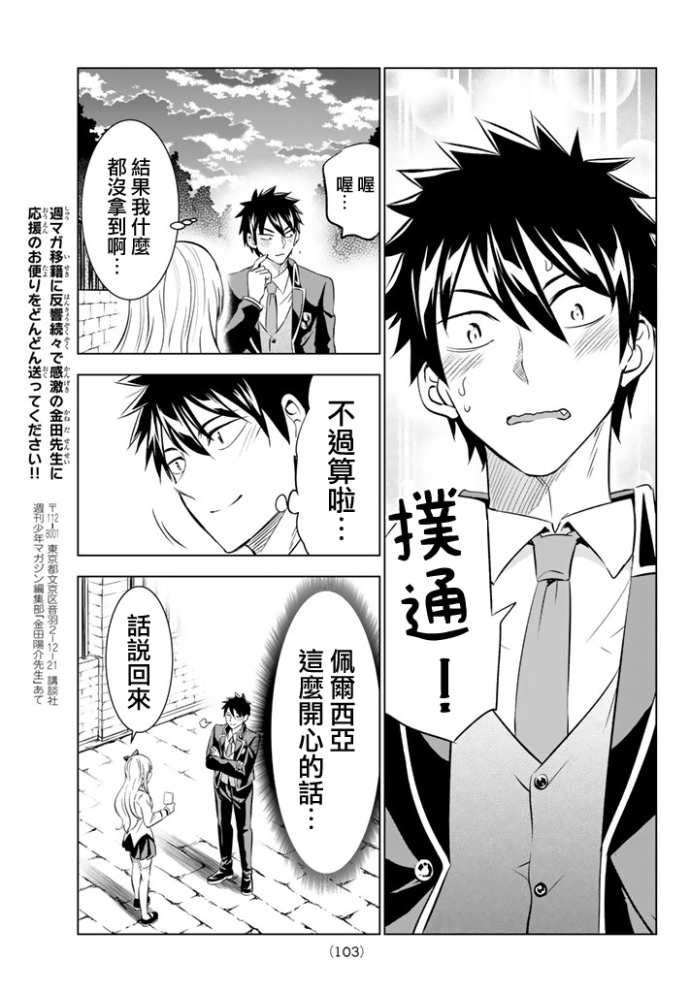 撲通！
喔喔…
結果我什麼
都沒拿到啊…
不過算啦…
佩爾西亞
這麼開心的話…
話説回來
週マガ移籍に反響続々で感激の金田先生に
応援のお便りをどんどん送ってください!!
〒112-8001 東京都文京区音羽2-12-21 講談社
週刊少年マガジン編集部「金田陽介先生」あて
(103)